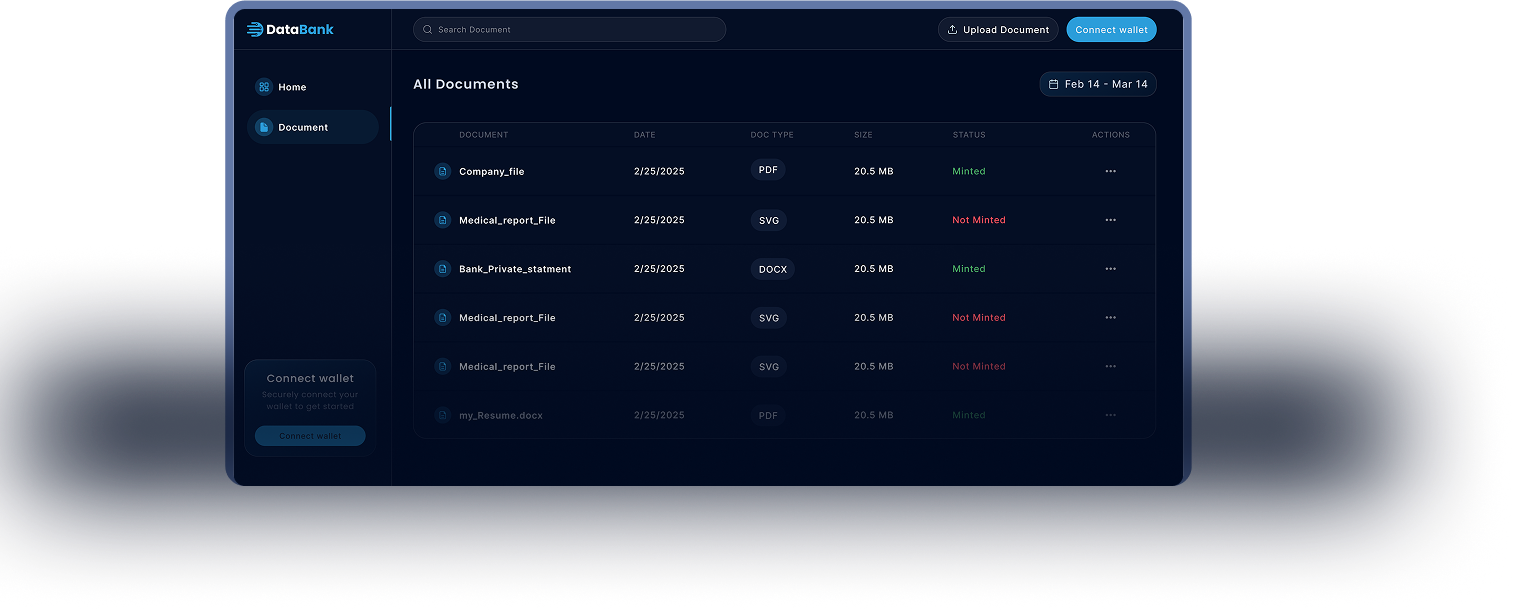 DataBank
Search Document
Upload Document
Connect wallet
Home
Document
All Documents
Feb 14 - Mar 14
DOCUMENT DATE DOC TYPE SIZE STATUS ACTIONS
Company_file 2/25/2025 PDF 20.5 MB Minted
Medical_report_File 2/25/2025 SVG 20.5 MB Not Minted
Bank_Private_statment 2/25/2025 DOCX 20.5 MB Minted
Medical_report_File 2/25/2025 SVG 20.5 MB Not Minted
Medical_report_File 2/25/2025 SVG 20.5 MB Not Minted
my_Resume.docx 2/25/2025 PDF 20.5 MB Minted
Connect wallet
Securely connect your
wallet to get started
Connect wallet